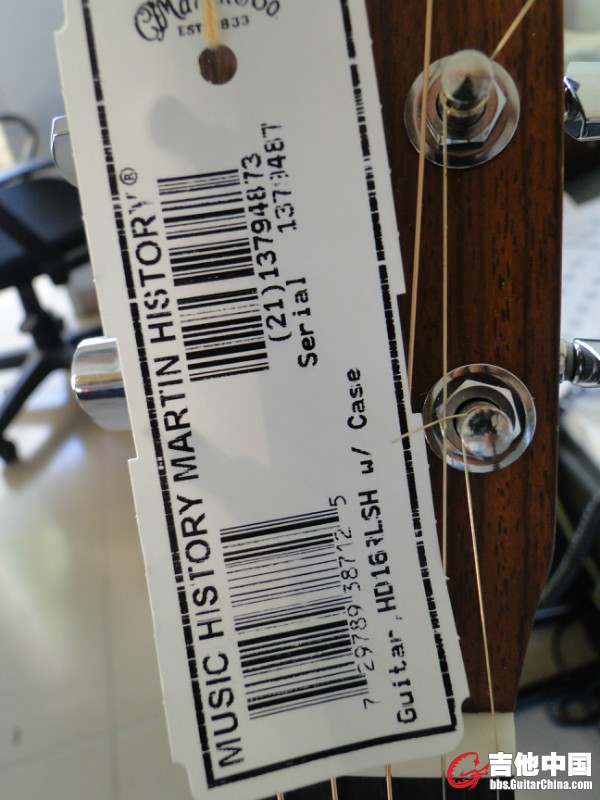 EST. 1833
MUSIC HISTORY MARTIN HISTORY®
(21)13794873
1379487
Serial
7 29789 38712 5
Guitar,HD16RLSH w/ Case
吉他中国
bbs.GuitarChina.com